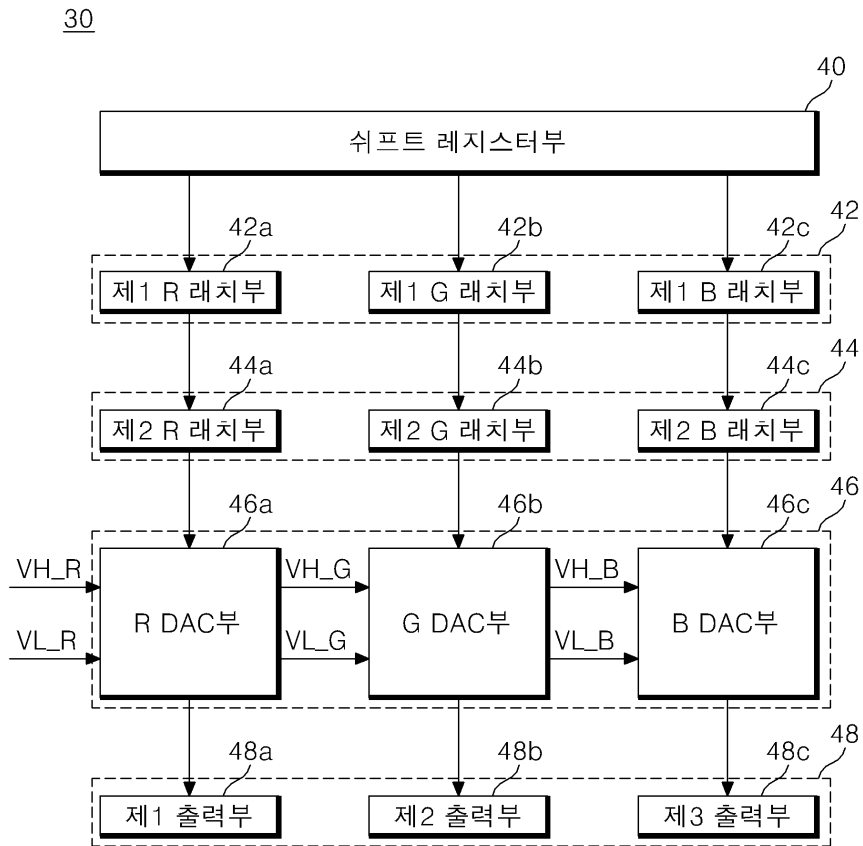 30
40
쉬프트 레지스터부
42
42a 42b 42c
제1 R 래치부 제1 G 래치부 제1 B 래치부
44
44a 44b 44c
제2 R 래치부 제2 G 래치부 제2 B 래치부
46
46a 46b 46c
VH_R VH_G VH_B
R DAC부 G DAC부 B DAC부
VL_R VL_G VL_B
48
48a 48b 48c
제1 출력부 제2 출력부 제3 출력부